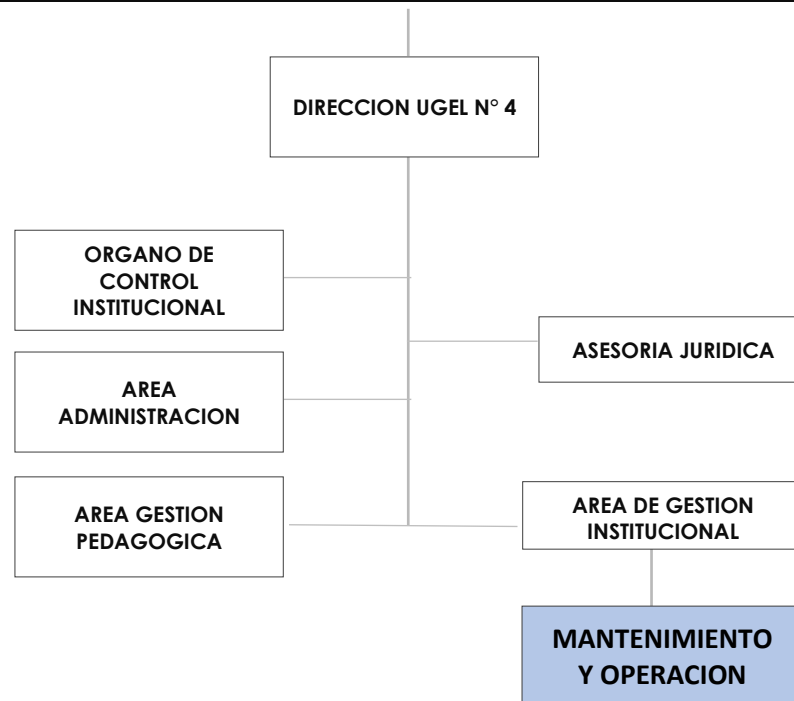 DIRECCION UGEL N° 4
ORGANO DE
CONTROL
INSTITUCIONAL
ASESORIA JURIDICA
AREA
ADMINISTRACION
AREA GESTION
PEDAGOGICA
AREA DE GESTION
INSTITUCIONAL
MANTENIMIENTO
Y OPERACION